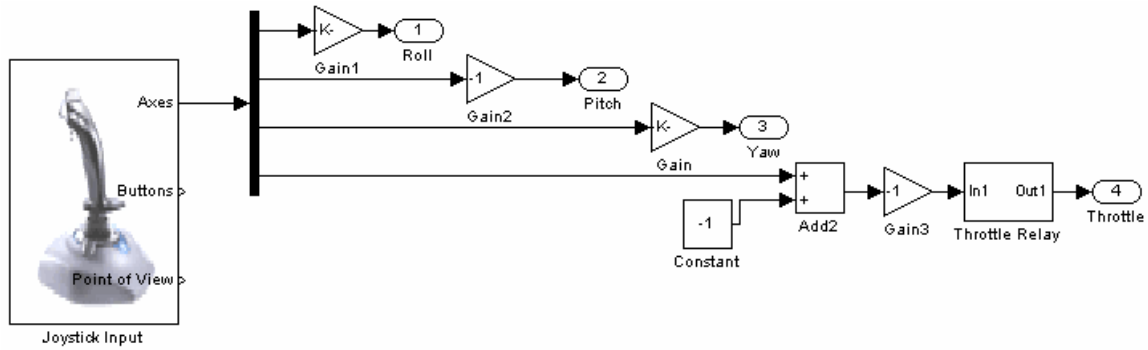 K-
1
Roll
Gain1
-1
2
Pitch
Gain2
Axes
K-
3
Yaw
Gain
Buttons
+
+
Add2
-1
Gain3
In1
Out1
Throttle Relay
4
Throttle
-1
Constant
Point of View
Joystick Input